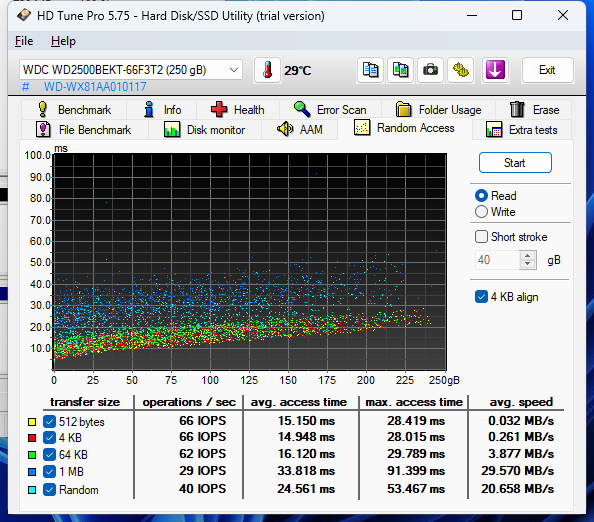 HD Tune Pro 5.75 - Hard Disk/SSD Utility (trial version)
File Help
WDC WD2500BEKT-66F3T2 (250 gB) 29°C Exit
# WD-WX81AA010117
Benchmark Info Health Error Scan Folder Usage Erase
File Benchmark Disk monitor AAM Random Access Extra tests
ms
100.0
90.0
80.0
70.0
60.0
50.0
40.0
30.0
20.0
10.0
0 25 50 75 100 125 150 175 200 225 250gB
Start
Read
Write
Short stroke
40 gB
4 KB align
transfer size operations / sec avg. access time max. access time avg. speed
512 bytes 66 IOPS 15.150 ms 28.419 ms 0.032 MB/s
4 KB 66 IOPS 14.948 ms 28.015 ms 0.261 MB/s
64 KB 62 IOPS 16.120 ms 29.789 ms 3.877 MB/s
1 MB 29 IOPS 33.818 ms 91.399 ms 29.570 MB/s
Random 40 IOPS 24.561 ms 53.467 ms 20.658 MB/s